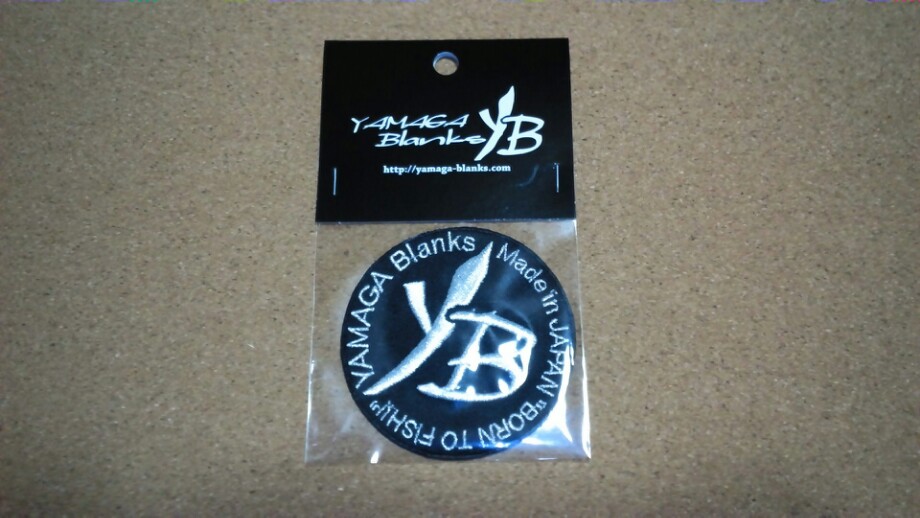 YAMAGA
Blanks
YB
http://yamaga-blanks.com
YAMAGA Blanks
Made in JAPAN
"BORN TO FISH!!"
YB